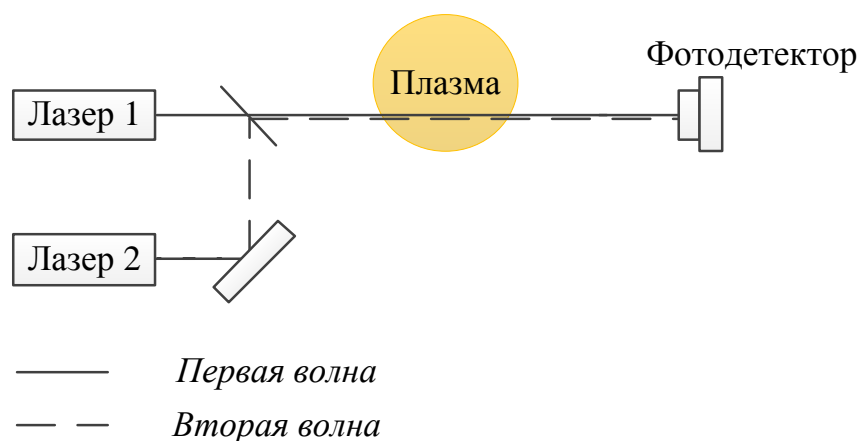 Фотодетектор
Плазма
Лазер 1
Лазер 2
Первая волна
Вторая волна